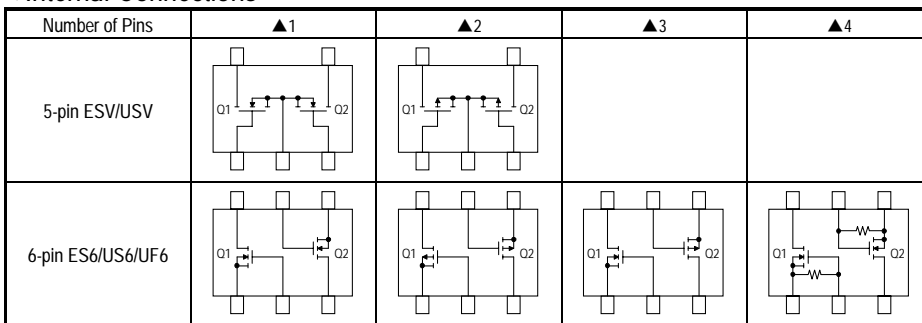 Internal Connections
Number of Pins ▲1 ▲2 ▲3 ▲4
5-pin ESV/USV
Q1 Q2 Q1 Q2
6-pin ES6/US6/UF6
Q1 Q2 Q1 Q2 Q1 Q2 Q1 Q2